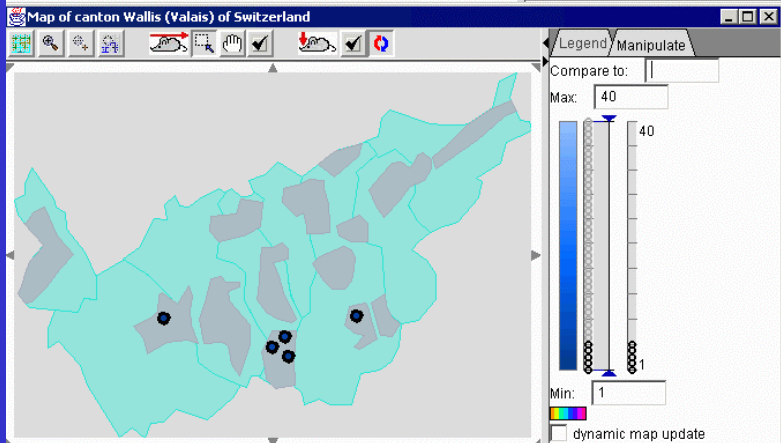 Map of canton Wallis (Valais) of Switzerland
Legend Manipulate
Compare to:
Max: 40
40
1
Min: 1
dynamic map update